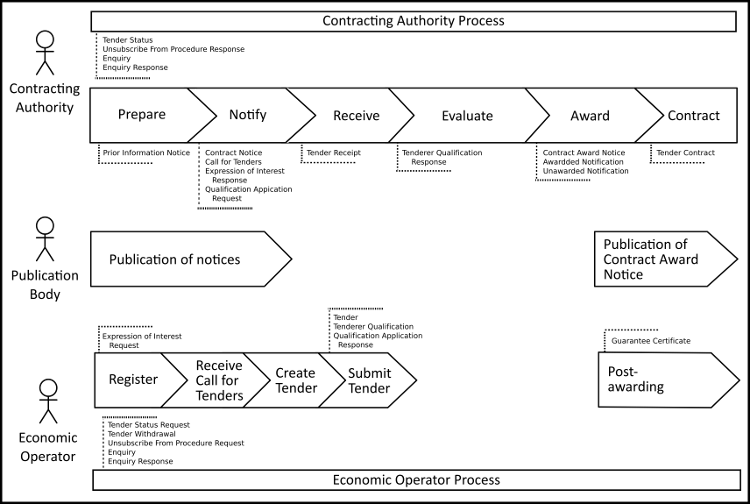 Contracting Authority Process
Tender Status
Unsubscribe From Procedure Response
Enquiry
Enquiry Response
Contracting
Authority
Prepare
Notify
Receive
Evaluate
Award
Contract
Prior Information Notice
Contract Notice
Call for Tenders
Expression of Interest
Response
Qualification Appication
Request
Tender Receipt
Tenderer Qualification
Response
Contract Award Notice
Awardded Notification
Unawarded Notification
Tender Contract
Publication
Body
Publication of notices
Publication of
Contract Award
Notice
Expression of Interest
Request
Tender
Tenderer Qualification
Qualification Application
Response
Guarantee Certificate
Economic
Operator
Register
Receive
Call for
Tenders
Create
Tender
Submit
Tender
Post-
awarding
Tender Status Request
Tender Withdrawal
Unsubscribe From Procedure Request
Enquiry
Enquiry Response
Economic Operator Process